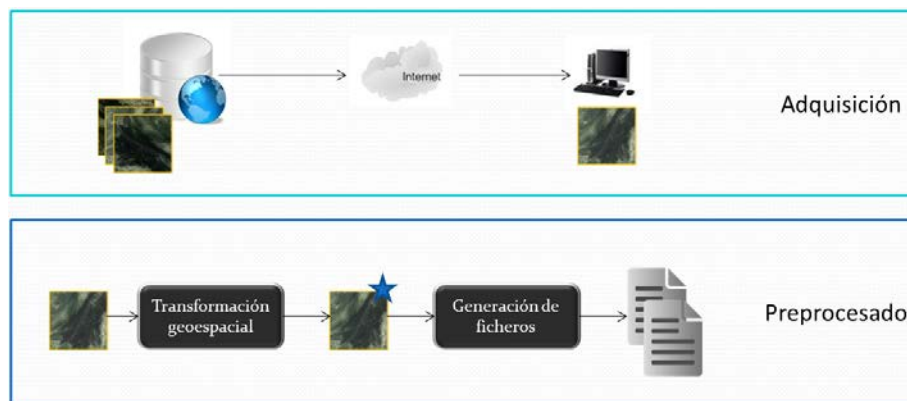 Internet
Adquisición
Transformación
geoespacial
Generación de
ficheros
Preprocesado